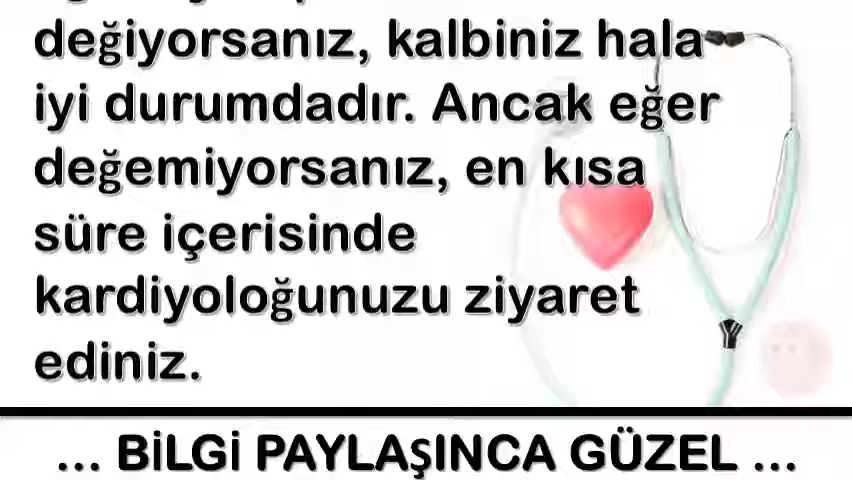 değiyorsanız, kalbiniz hala
iyi durumdadır. Ancak eğer
değemiyorsanız, en kısa
süre içerisinde
kardiyoloğunuzu ziyaret
ediniz.
... BİLGİ PAYLAŞINCA GÜZEL ...